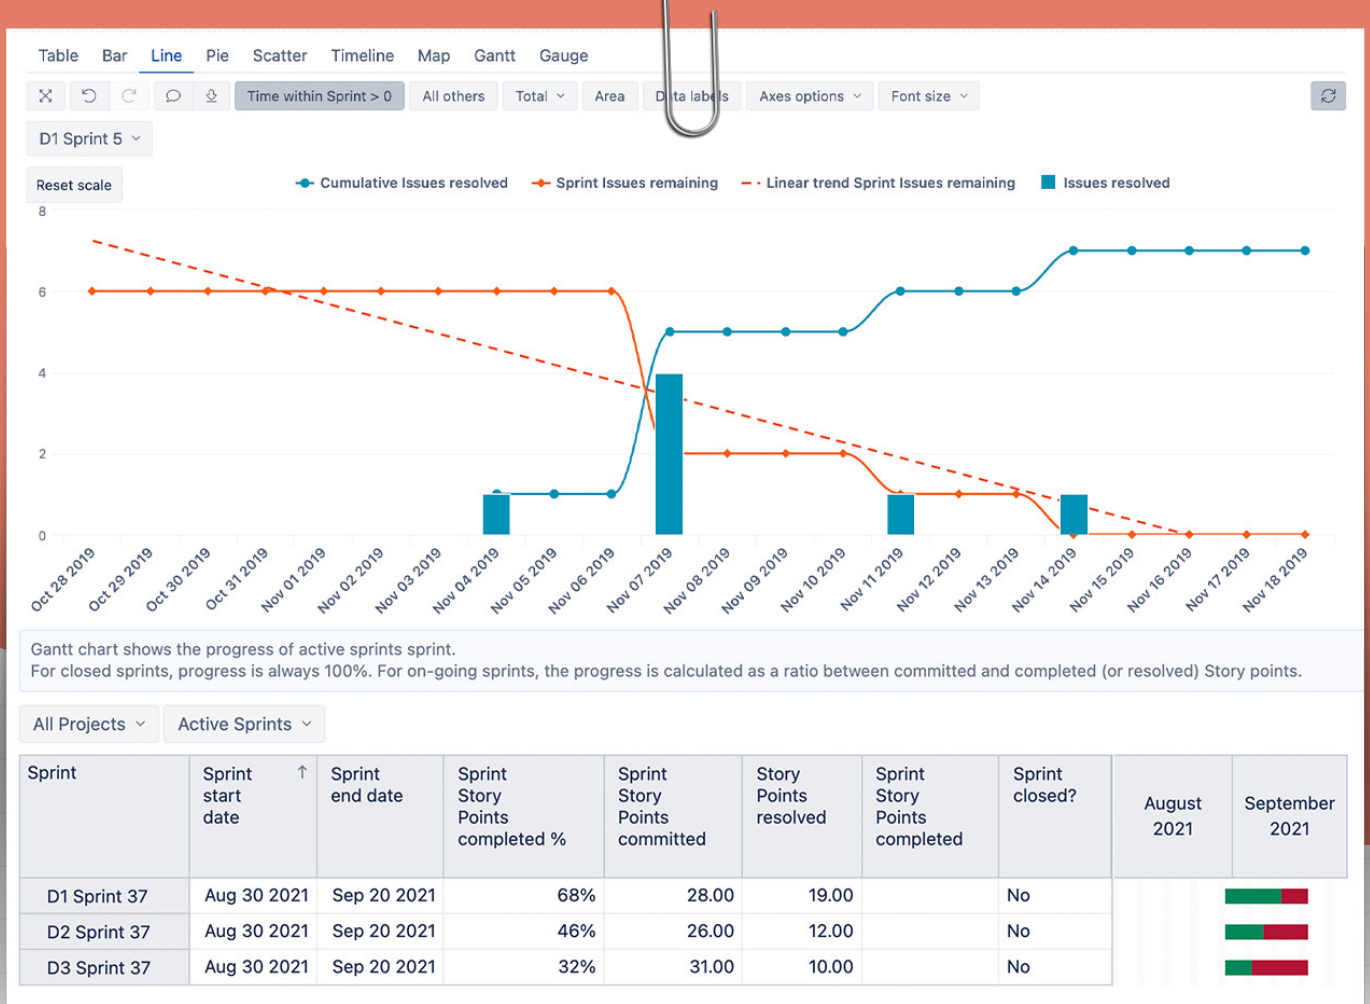 Table Bar Line Pie Scatter Timeline Map Gantt Gauge
Time within Sprint > 0 All others Total Area Data labels Axes options Font size
D1 Sprint 5
Reset scale
Cumulative Issues resolved Sprint Issues remaining Linear trend Sprint Issues remaining Issues resolved
8
6
4
2
0
Oct 28 2019 Oct 29 2019 Oct 30 2019 Oct 31 2019 Nov 01 2019 Nov 02 2019 Nov 03 2019 Nov 04 2019 Nov 05 2019 Nov 06 2019 Nov 07 2019 Nov 08 2019 Nov 09 2019 Nov 10 2019 Nov 11 2019 Nov 12 2019 Nov 13 2019 Nov 14 2019 Nov 15 2019 Nov 16 2019 Nov 17 2019 Nov 18 2019
Gantt chart shows the progress of active sprints sprint.
For closed sprints, progress is always 100%. For on-going sprints, the progress is calculated as a ratio between committed and completed (or resolved) Story points.
All Projects Active Sprints
Sprint
Sprint
start
date
Sprint
end date
Sprint
Story
Points
completed %
Sprint
Story
Points
committed
Story
Points
resolved
Sprint
Story
Points
completed
Sprint
closed?
August
2021
September
2021
D1 Sprint 37 Aug 30 2021 Sep 20 2021 68% 28.00 19.00 No
D2 Sprint 37 Aug 30 2021 Sep 20 2021 46% 26.00 12.00 No
D3 Sprint 37 Aug 30 2021 Sep 20 2021 32% 31.00 10.00 No